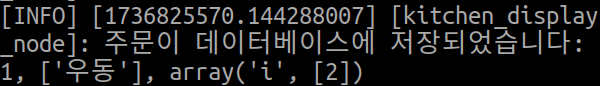 [INFO] [1736825570.144288007] [kitchen_display
_node]: 주문이 데이터베이스에 저장되었습니다:
1, ['우동'], array('i', [2])